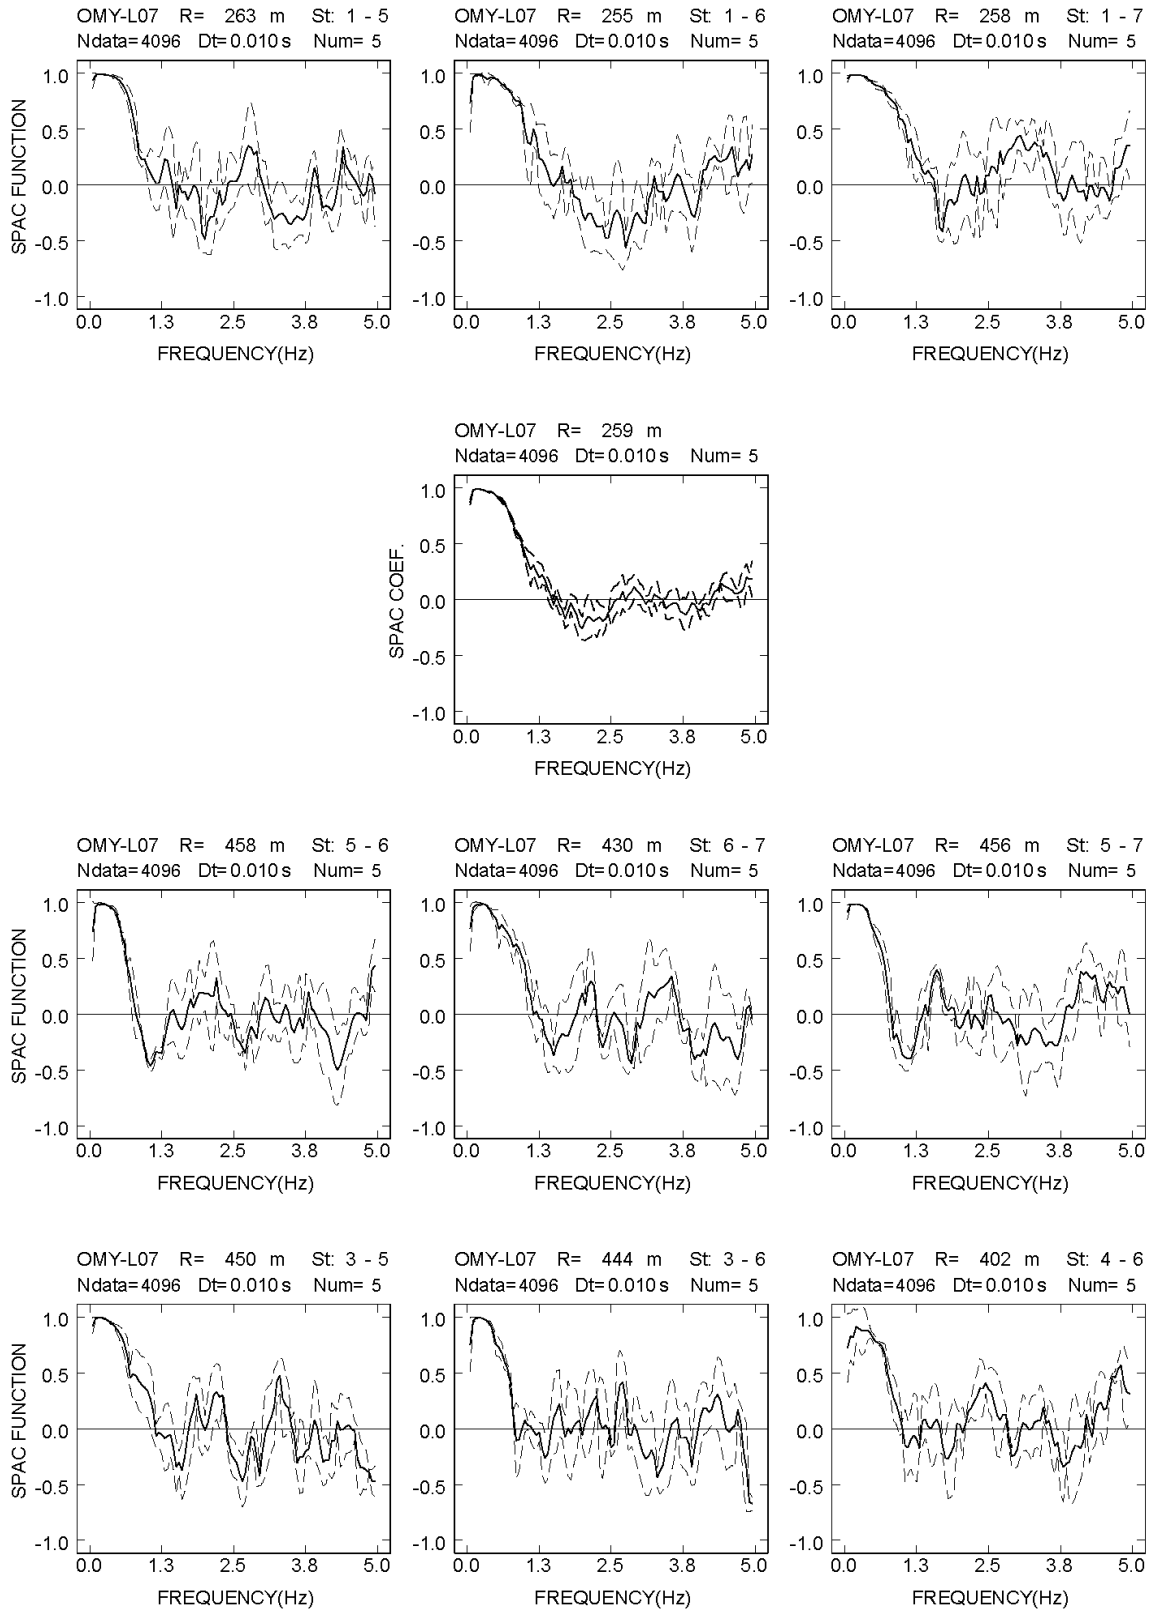 OMY-L07 R= 263 m St: 1 - 5
Ndata=4096 Dt=0.010 s Num= 5
SPAC FUNCTION
1.0
0.5
0.0
-0.5
-1.0
0.0 1.3 2.5 3.8 5.0
FREQUENCY(Hz)
OMY-L07 R= 255 m St: 1 - 6
Ndata=4096 Dt=0.010 s Num= 5
1.0
0.5
0.0
-0.5
-1.0
0.0 1.3 2.5 3.8 5.0
FREQUENCY(Hz)
OMY-L07 R= 258 m St: 1 - 7
Ndata=4096 Dt=0.010 s Num= 5
1.0
0.5
0.0
-0.5
-1.0
0.0 1.3 2.5 3.8 5.0
FREQUENCY(Hz)
OMY-L07 R= 259 m
Ndata=4096 Dt=0.010 s Num= 5
SPAC COEF.
1.0
0.5
0.0
-0.5
-1.0
0.0 1.3 2.5 3.8 5.0
FREQUENCY(Hz)
OMY-L07 R= 458 m St: 5 - 6
Ndata=4096 Dt=0.010 s Num= 5
SPAC FUNCTION
1.0
0.5
0.0
-0.5
-1.0
0.0 1.3 2.5 3.8 5.0
FREQUENCY(Hz)
OMY-L07 R= 430 m St: 6 - 7
Ndata=4096 Dt=0.010 s Num= 5
1.0
0.5
0.0
-0.5
-1.0
0.0 1.3 2.5 3.8 5.0
FREQUENCY(Hz)
OMY-L07 R= 456 m St: 5 - 7
Ndata=4096 Dt=0.010 s Num= 5
1.0
0.5
0.0
-0.5
-1.0
0.0 1.3 2.5 3.8 5.0
FREQUENCY(Hz)
OMY-L07 R= 450 m St: 3 - 5
Ndata=4096 Dt=0.010 s Num= 5
SPAC FUNCTION
1.0
0.5
0.0
-0.5
-1.0
0.0 1.3 2.5 3.8 5.0
FREQUENCY(Hz)
OMY-L07 R= 444 m St: 3 - 6
Ndata=4096 Dt=0.010 s Num= 5
1.0
0.5
0.0
-0.5
-1.0
0.0 1.3 2.5 3.8 5.0
FREQUENCY(Hz)
OMY-L07 R= 402 m St: 4 - 6
Ndata=4096 Dt=0.010 s Num= 5
1.0
0.5
0.0
-0.5
-1.0
0.0 1.3 2.5 3.8 5.0
FREQUENCY(Hz)